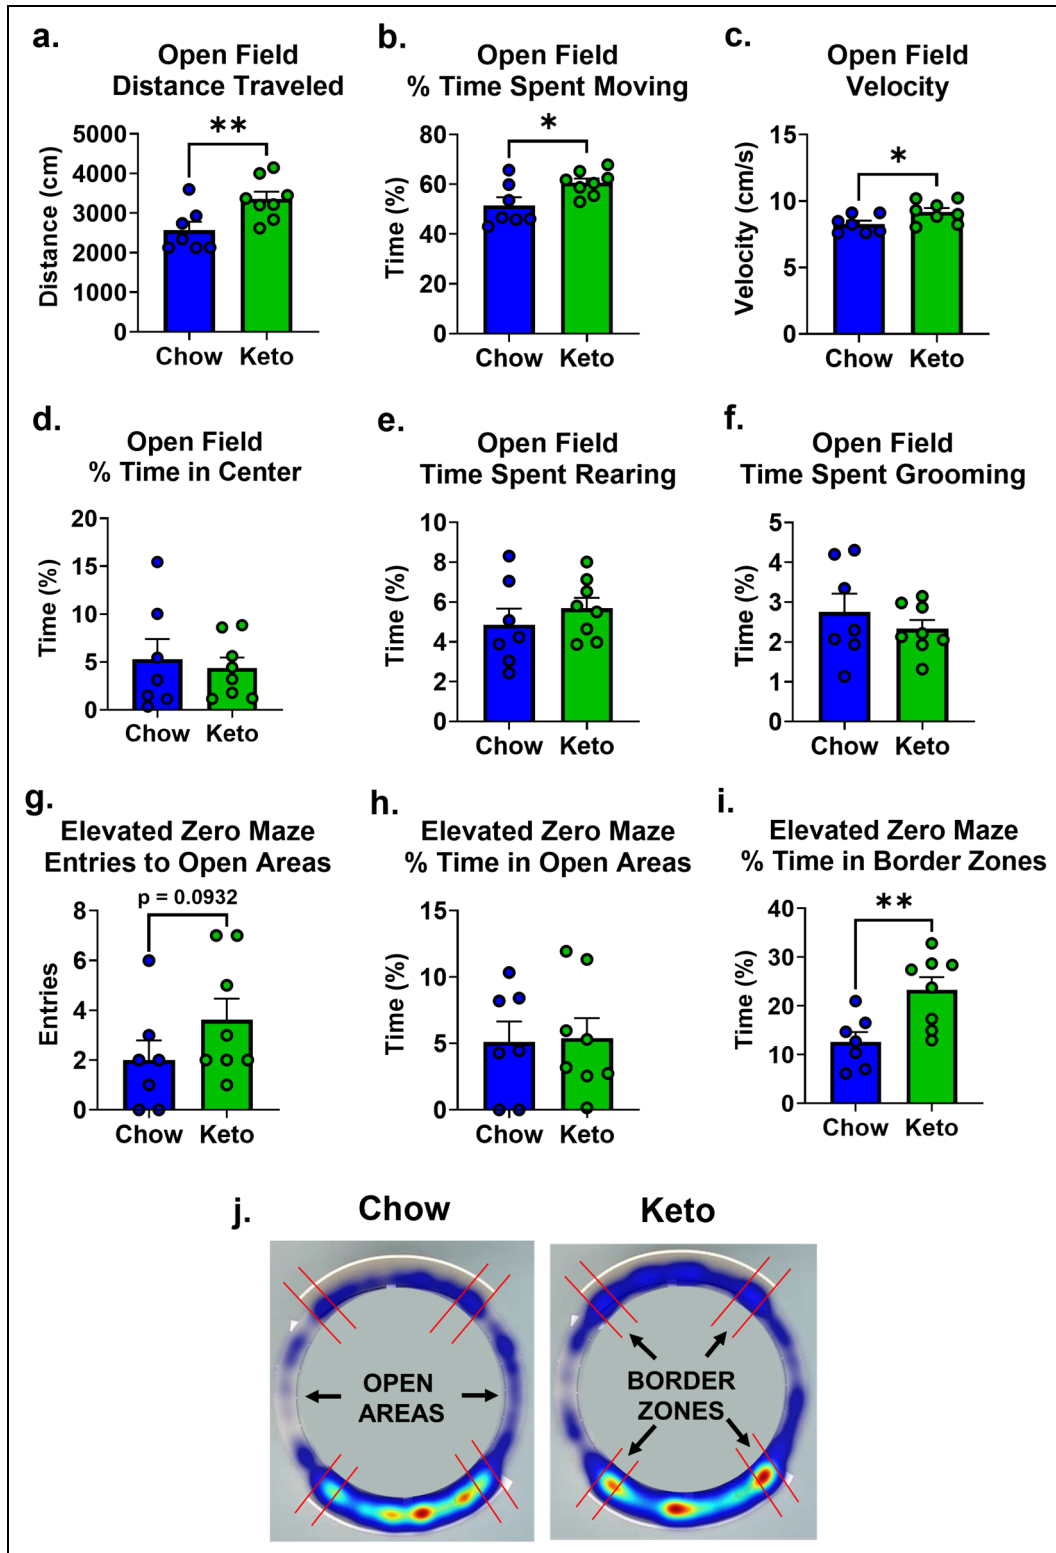 a.
Open Field
Distance Traveled
**
Distance (cm)
5000
4000
3000
2000
1000
0
Chow Keto
b.
Open Field
% Time Spent Moving
*
Time (%)
80
60
40
20
0
Chow Keto
c.
Open Field
Velocity
*
Velocity (cm/s)
15
10
5
0
Chow Keto
d.
Open Field
% Time in Center
Time (%)
20
15
10
5
0
Chow Keto
e.
Open Field
Time Spent Rearing
Time (%)
10
8
6
4
2
0
Chow Keto
f.
Open Field
Time Spent Grooming
Time (%)
5
4
3
2
1
0
Chow Keto
g.
Elevated Zero Maze
Entries to Open Areas
p = 0.0932
Entries
8
6
4
2
0
Chow Keto
h.
Elevated Zero Maze
% Time in Open Areas
Time (%)
15
10
5
0
Chow Keto
i.
Elevated Zero Maze
% Time in Border Zones
**
Time (%)
40
30
20
10
0
Chow Keto
j.
Chow
OPEN
AREAS
Keto
BORDER
ZONES